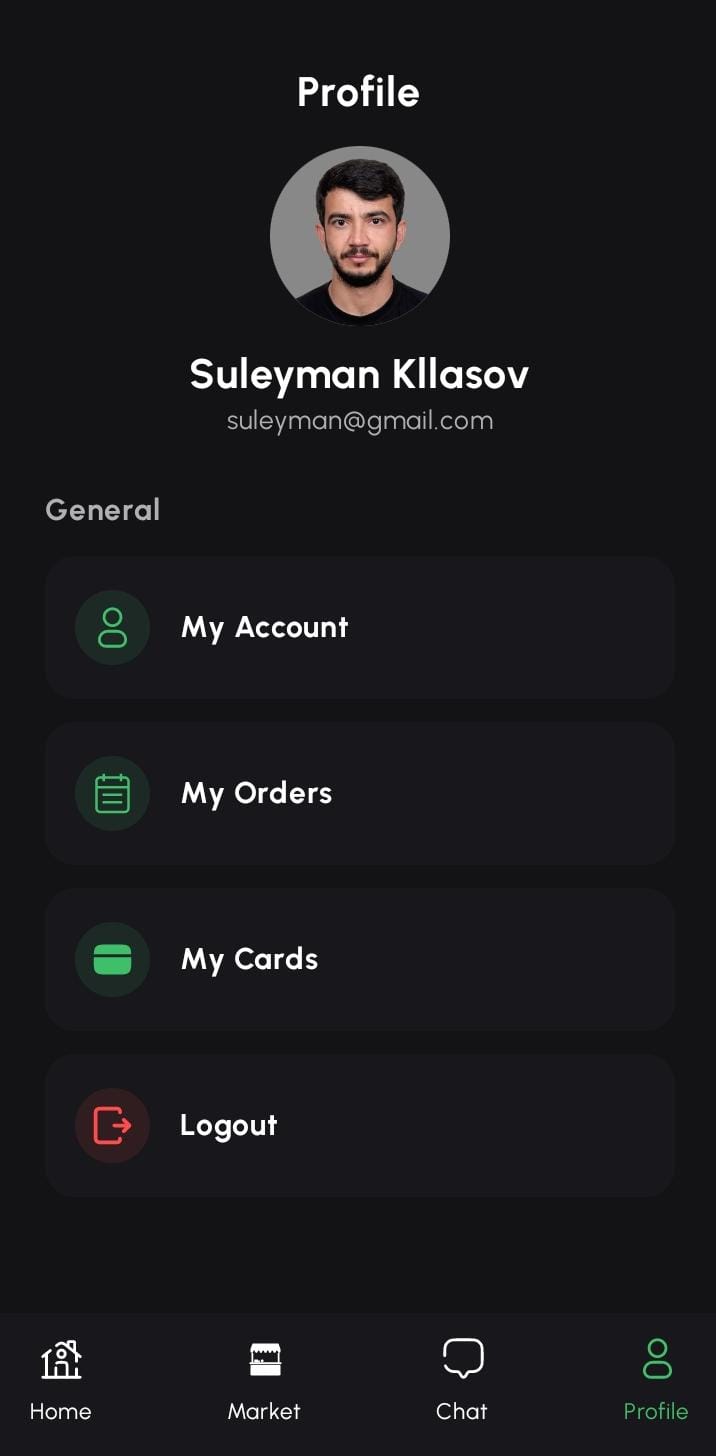 Profile
Suleyman Kllasov
suleyman@gmail.com
General
My Account
My Orders
My Cards
Logout
Home
Market
Chat
Profile